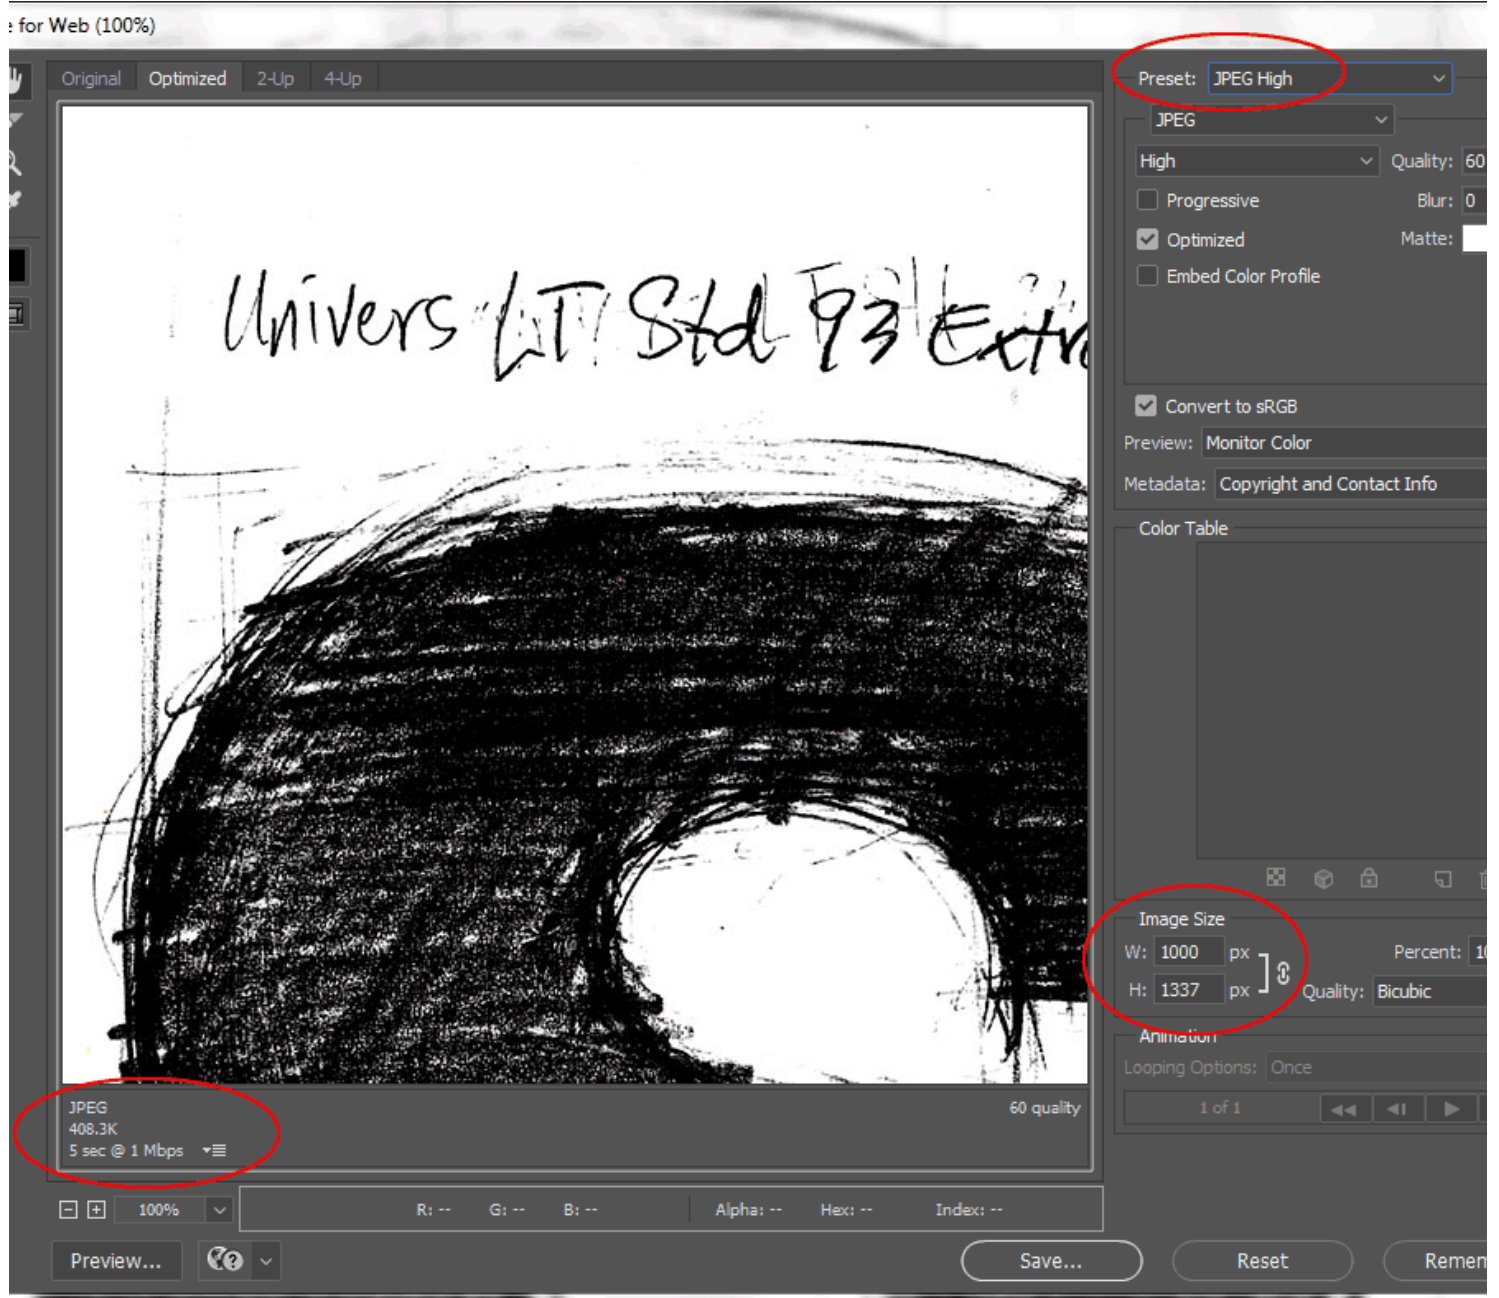 e for Web (100%)
Original Optimized 2-Up 4-Up
Preset: JPEG High
JPEG
High Quality: 60
Progressive Blur: 0
Optimized Matte:
Embed Color Profile
Univers LT Std 93 Extra
Convert to sRGB
Preview: Monitor Color
Metadata: Copyright and Contact Info
Color Table
Image Size
W: 1000 px Percent: 10
H: 1337 px Quality: Bicubic
Animation
Looping Options: Once
1 of 1
JPEG 60 quality
408.3K
5 sec @ 1 Mbps
100% R: -- G: -- B: -- Alpha: -- Hex: -- Index: --
Preview... Save... Reset Remem